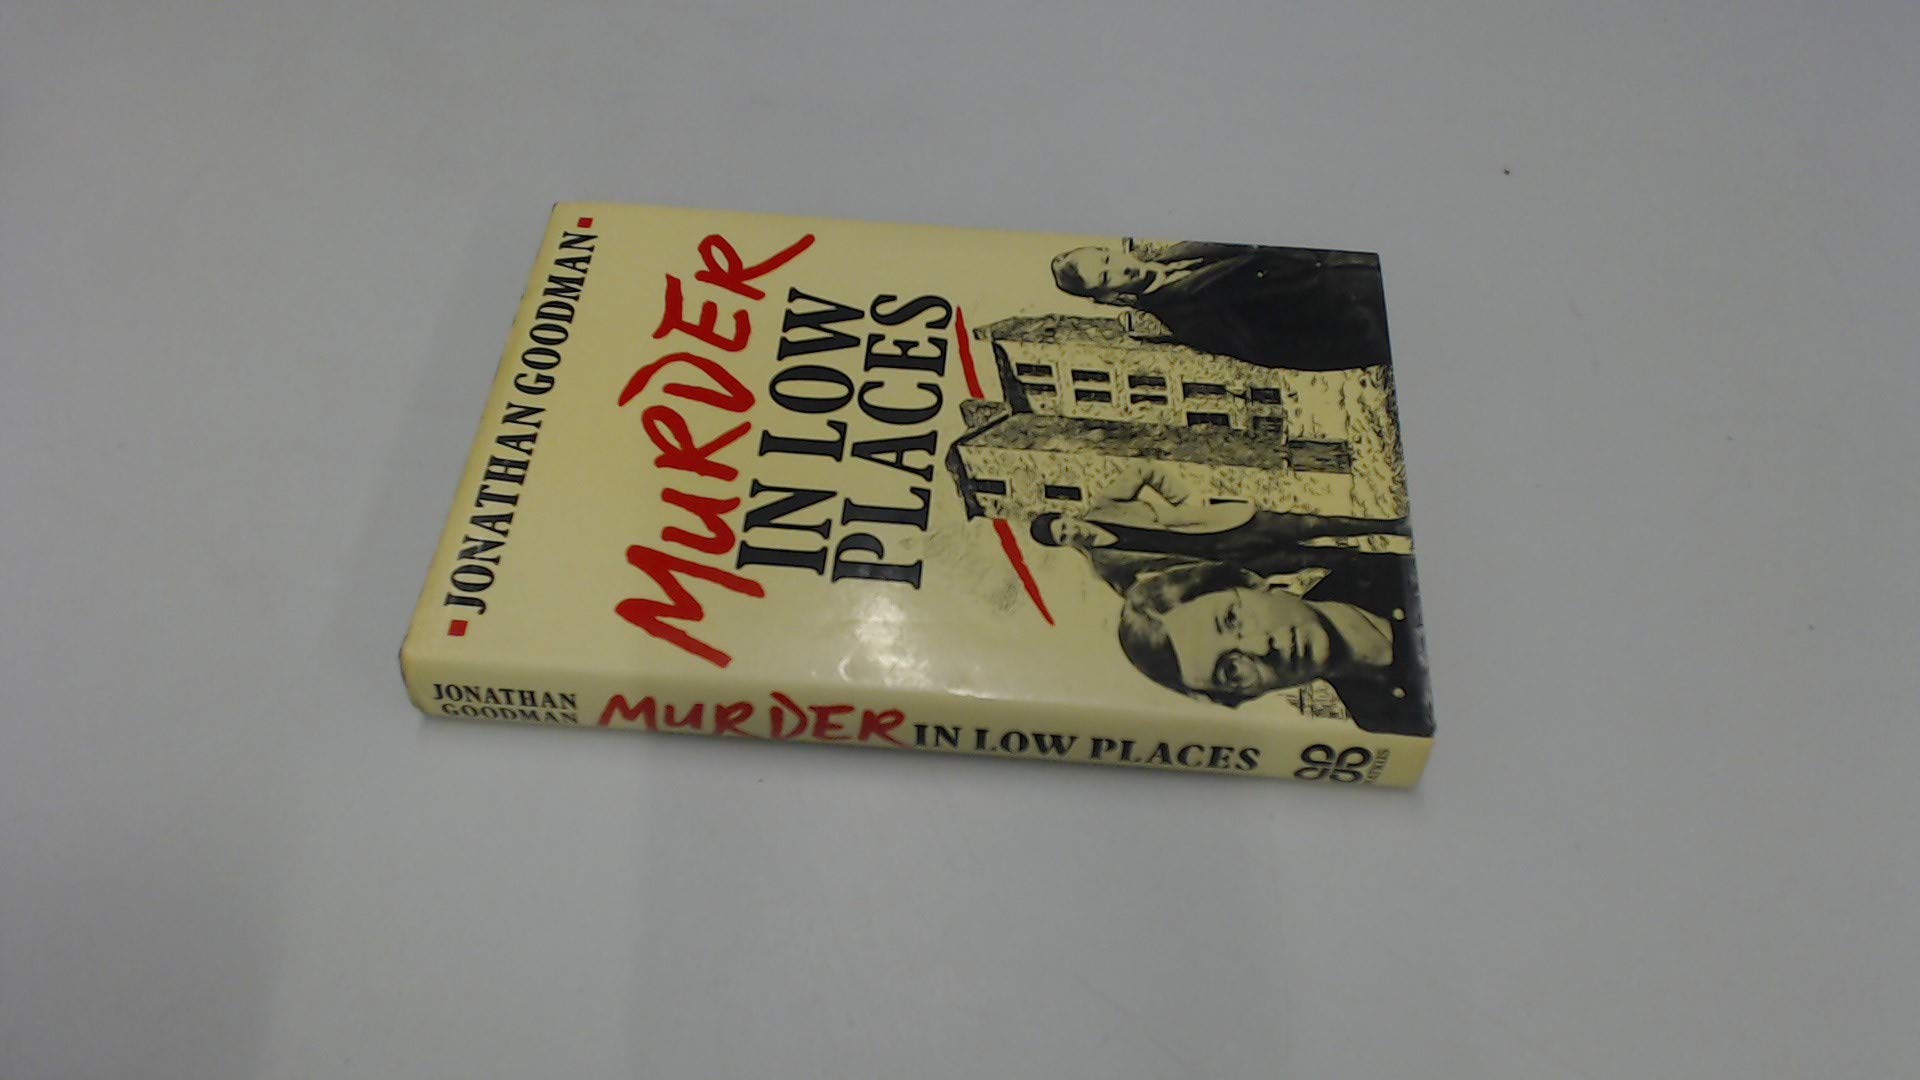 JONATHAN GOODMAN
MURDER
IN LOW
PLACES
JONATHAN
GOODMAN
MURDER IN LOW PLACES